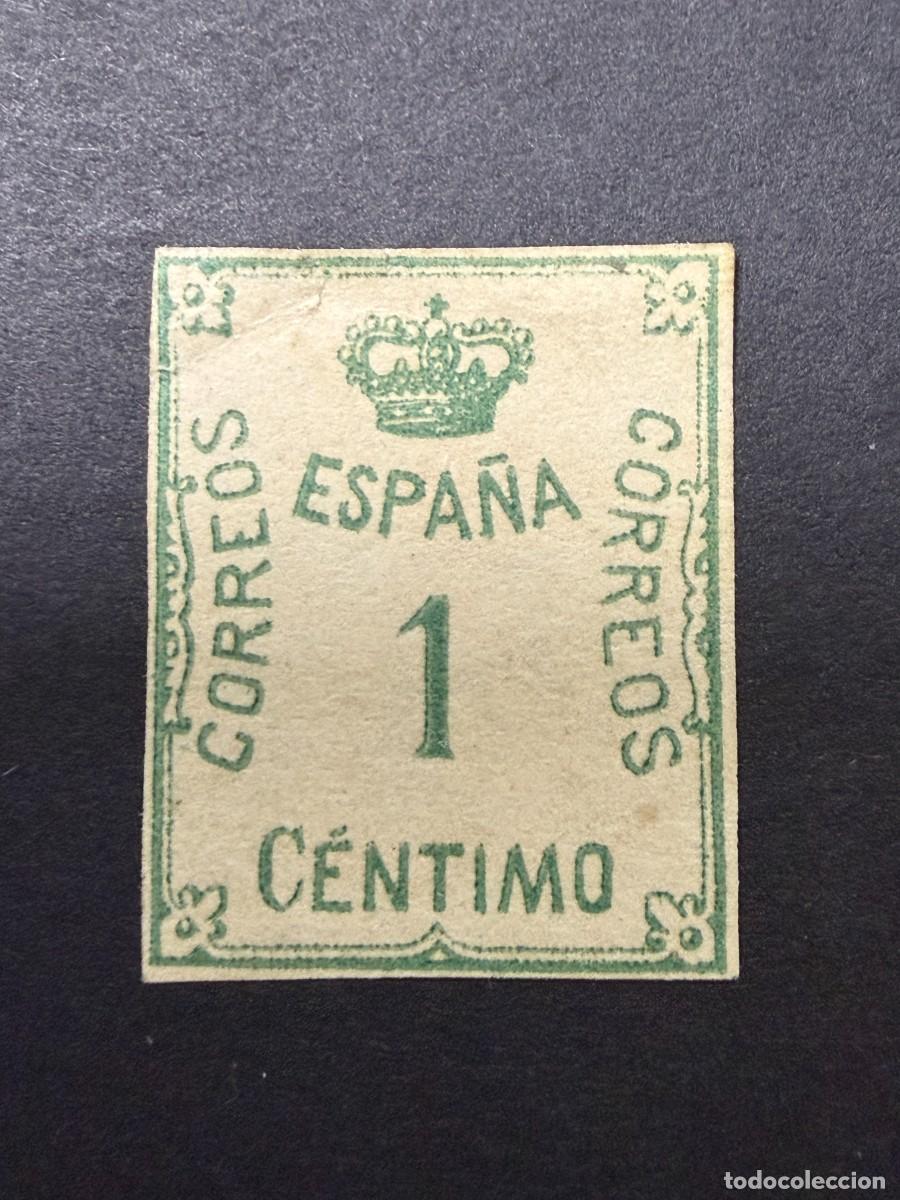 ESPAÑA
CORREOS
CORREOS
1
CÉNTIMO
todocoleccion